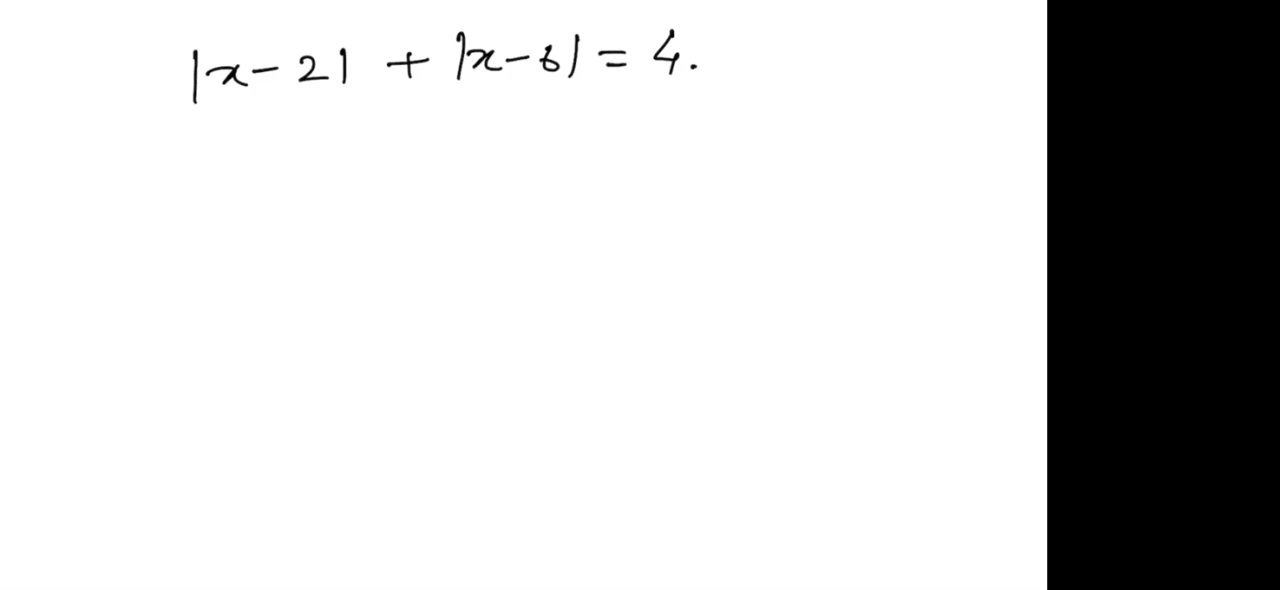 |x-2| + |x-6| = 4.